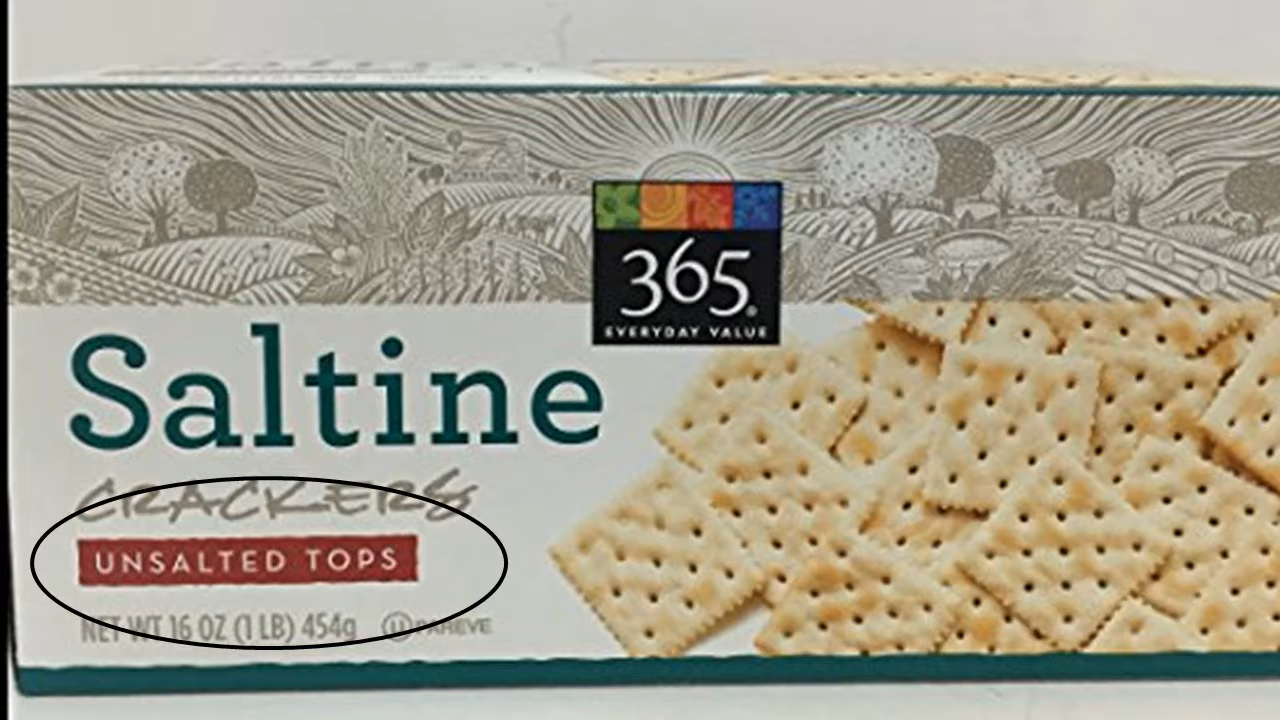 365®
EVERYDAY VALUE
Saltine
CRACKERS
UNSALTED TOPS
NET WT 16 OZ (1 LB) 454g Ⓤ PAREVE